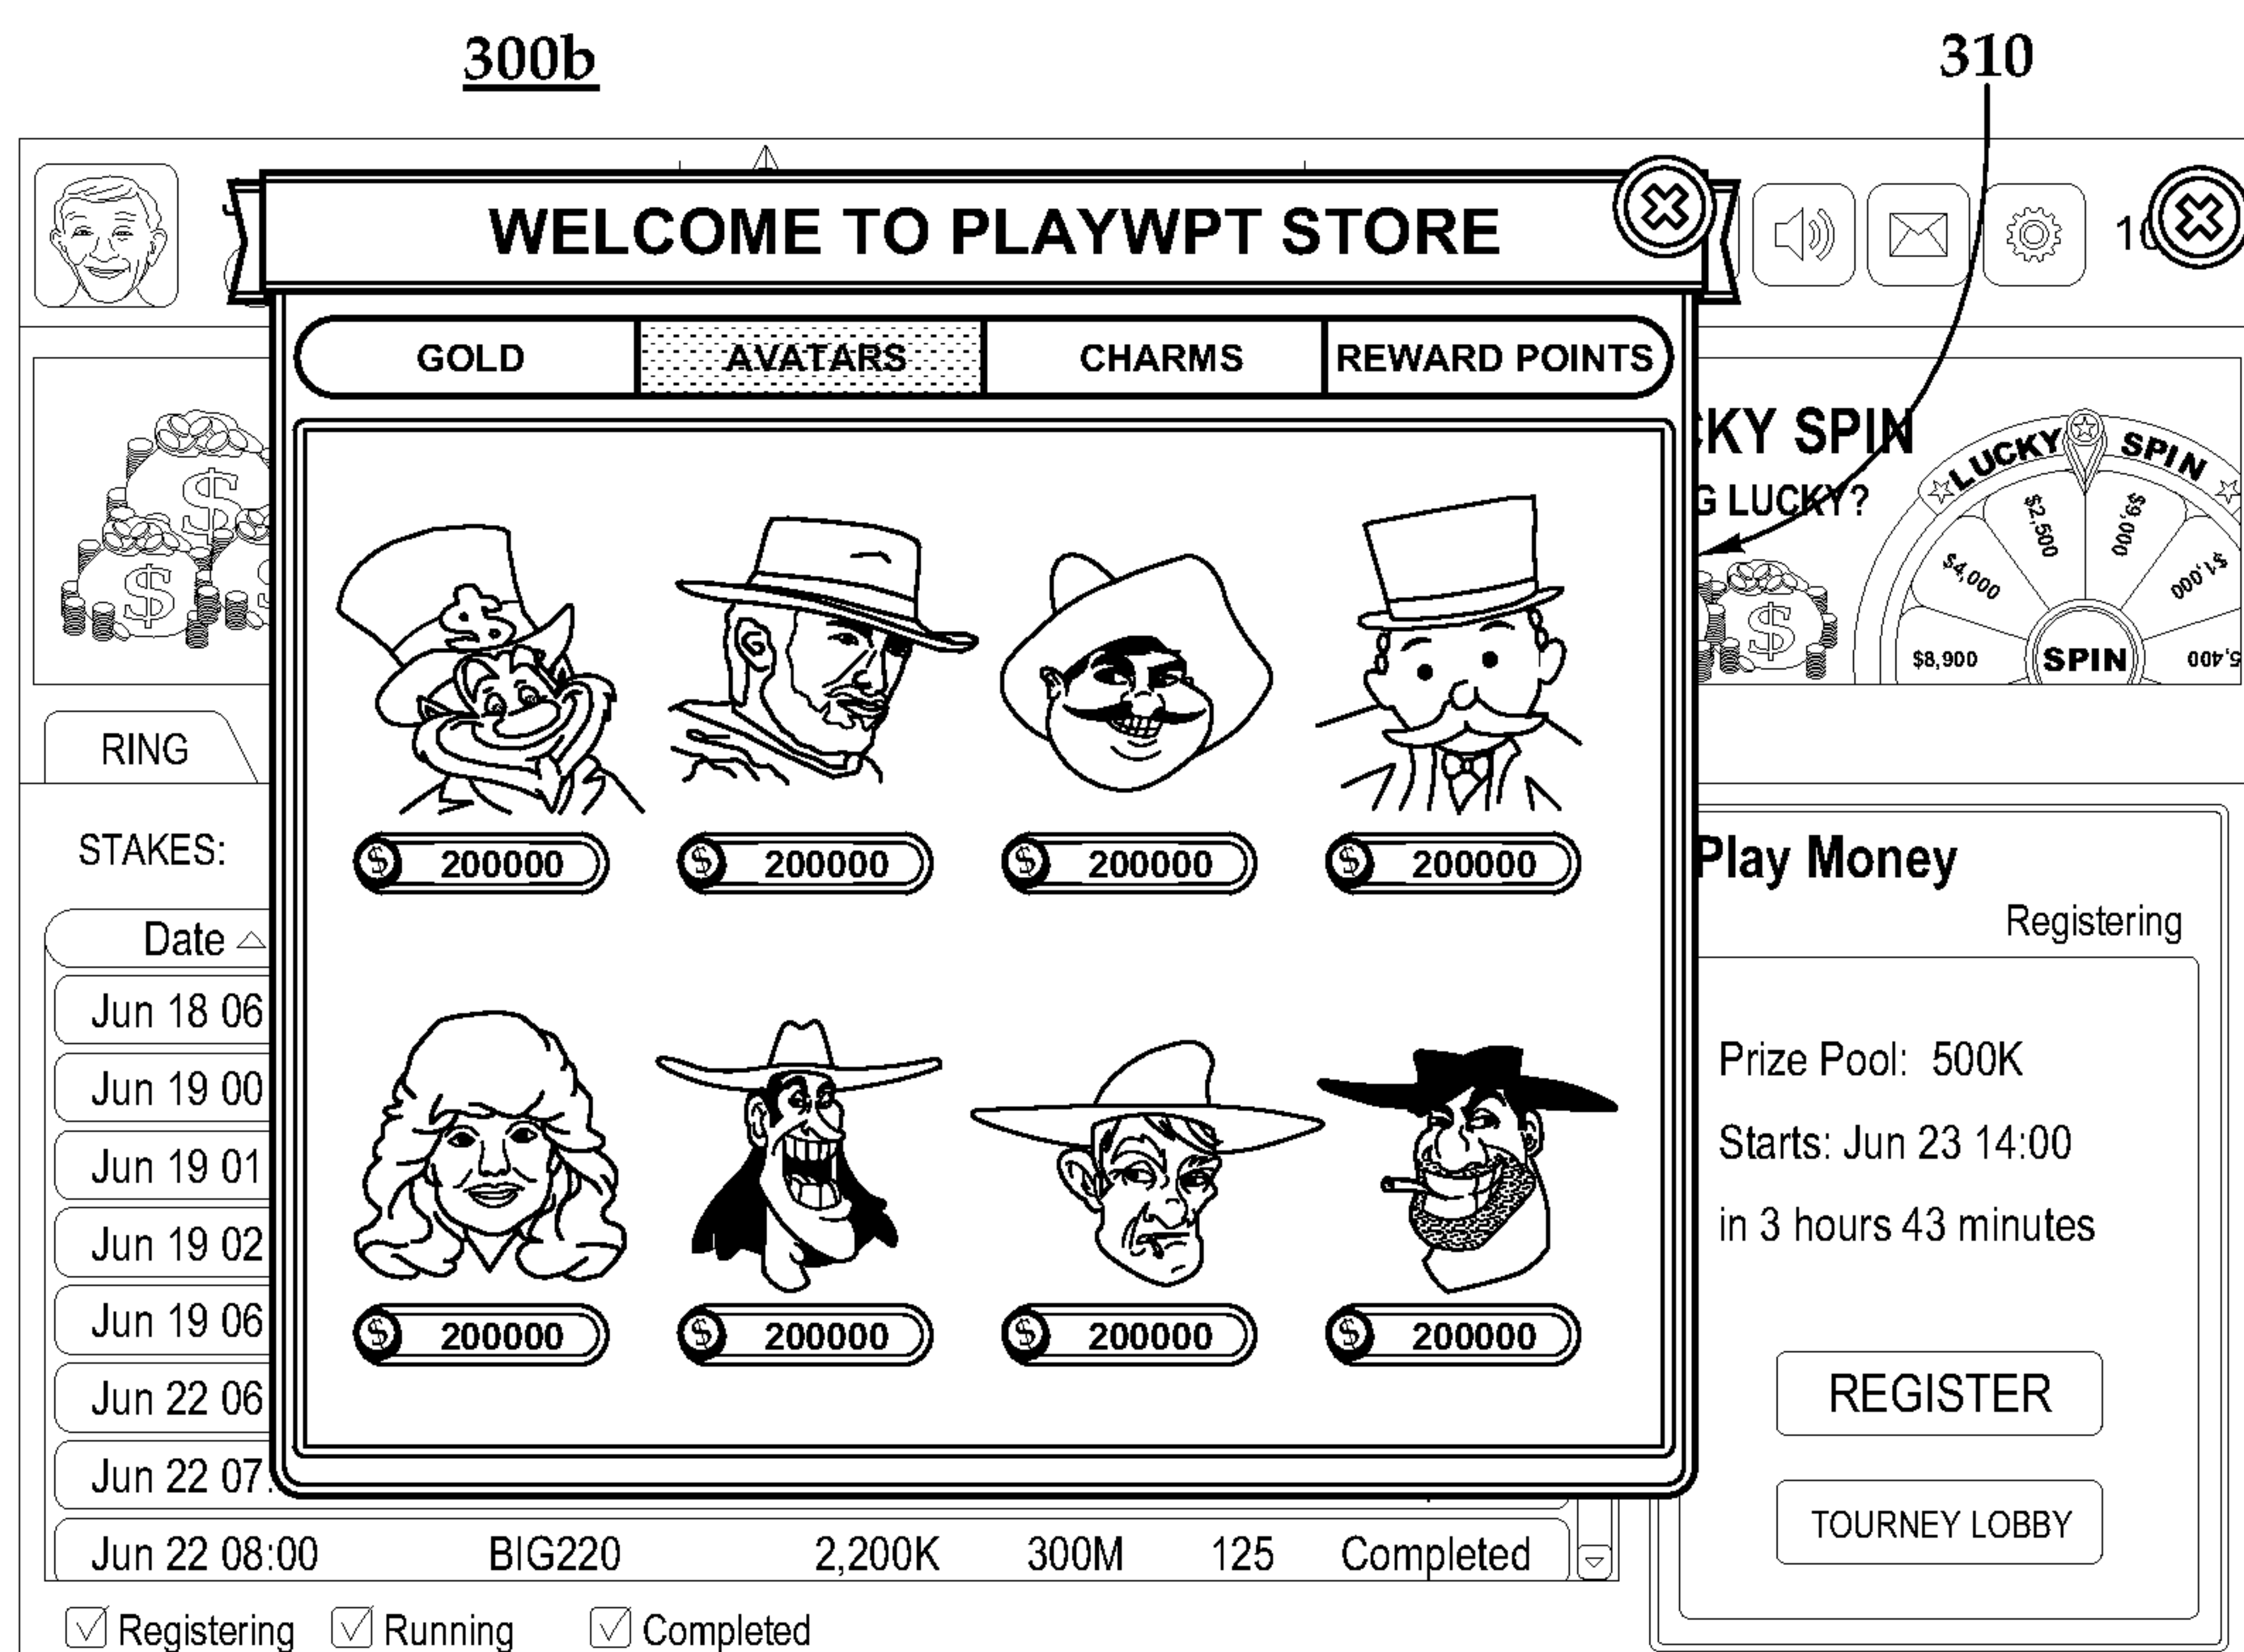 300b
310
WELCOME TO PLAYWPT STORE
GOLD AVATARS CHARMS REWARD POINTS
KY SPIN
G LUCKY?
LUCKY SPIN
$8,900 $4,000 $2,500 $9,000 $1,000 5,400
SPIN
$
$
$
RING
STAKES:
$ 200000 $ 200000 $ 200000 $ 200000
Play Money
Registering
Date
Jun 18 06
Jun 19 00
Jun 19 01
Jun 19 02
Jun 19 06
Jun 22 06
Jun 22 07.
Prize Pool: 500K
Starts: Jun 23 14:00
in 3 hours 43 minutes
$ 200000 $ 200000 $ 200000 $ 200000
REGISTER
TOURNEY LOBBY
Jun 22 08:00 BIG220 2,200K 300M 125 Completed
Registering Running Completed